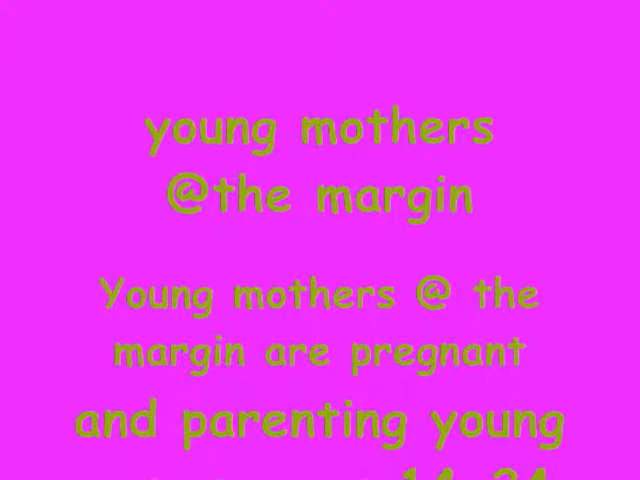 young mothers
@the margin
Young mothers @ the
margin are pregnant
and parenting young